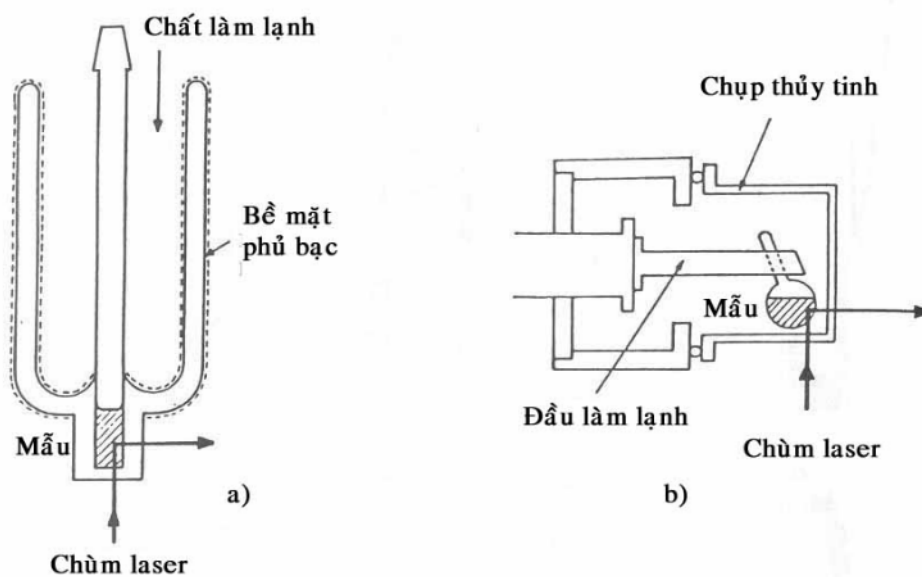 Chất làm lạnh
Bề mặt
phủ bạc
Mẫu
a)
Chùm laser
Chụp thủy tinh
Mẫu
Đầu làm lạnh
Chùm laser
b)